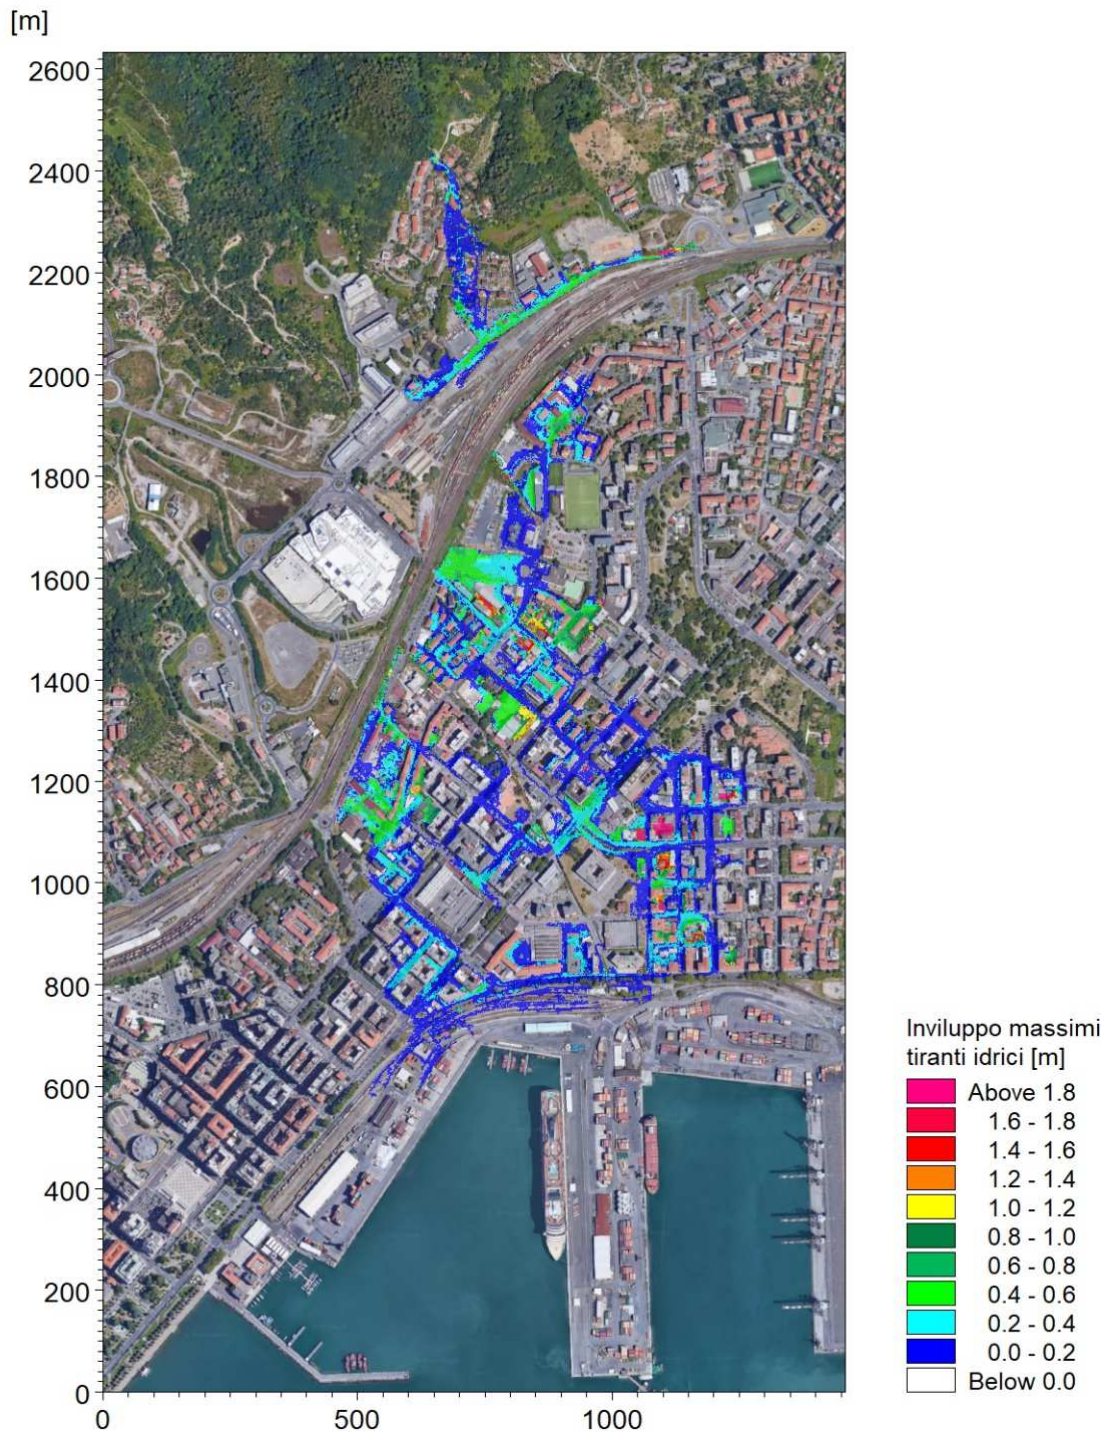 [m]
2600
2400
2200
2000
1800
1600
1400
1200
1000
800
600
400
200
0
0 500 1000
Inviluppo massimi
tiranti idrici [m]
Above 1.8
1.6 - 1.8
1.4 - 1.6
1.2 - 1.4
1.0 - 1.2
0.8 - 1.0
0.6 - 0.8
0.4 - 0.6
0.2 - 0.4
0.0 - 0.2
Below 0.0